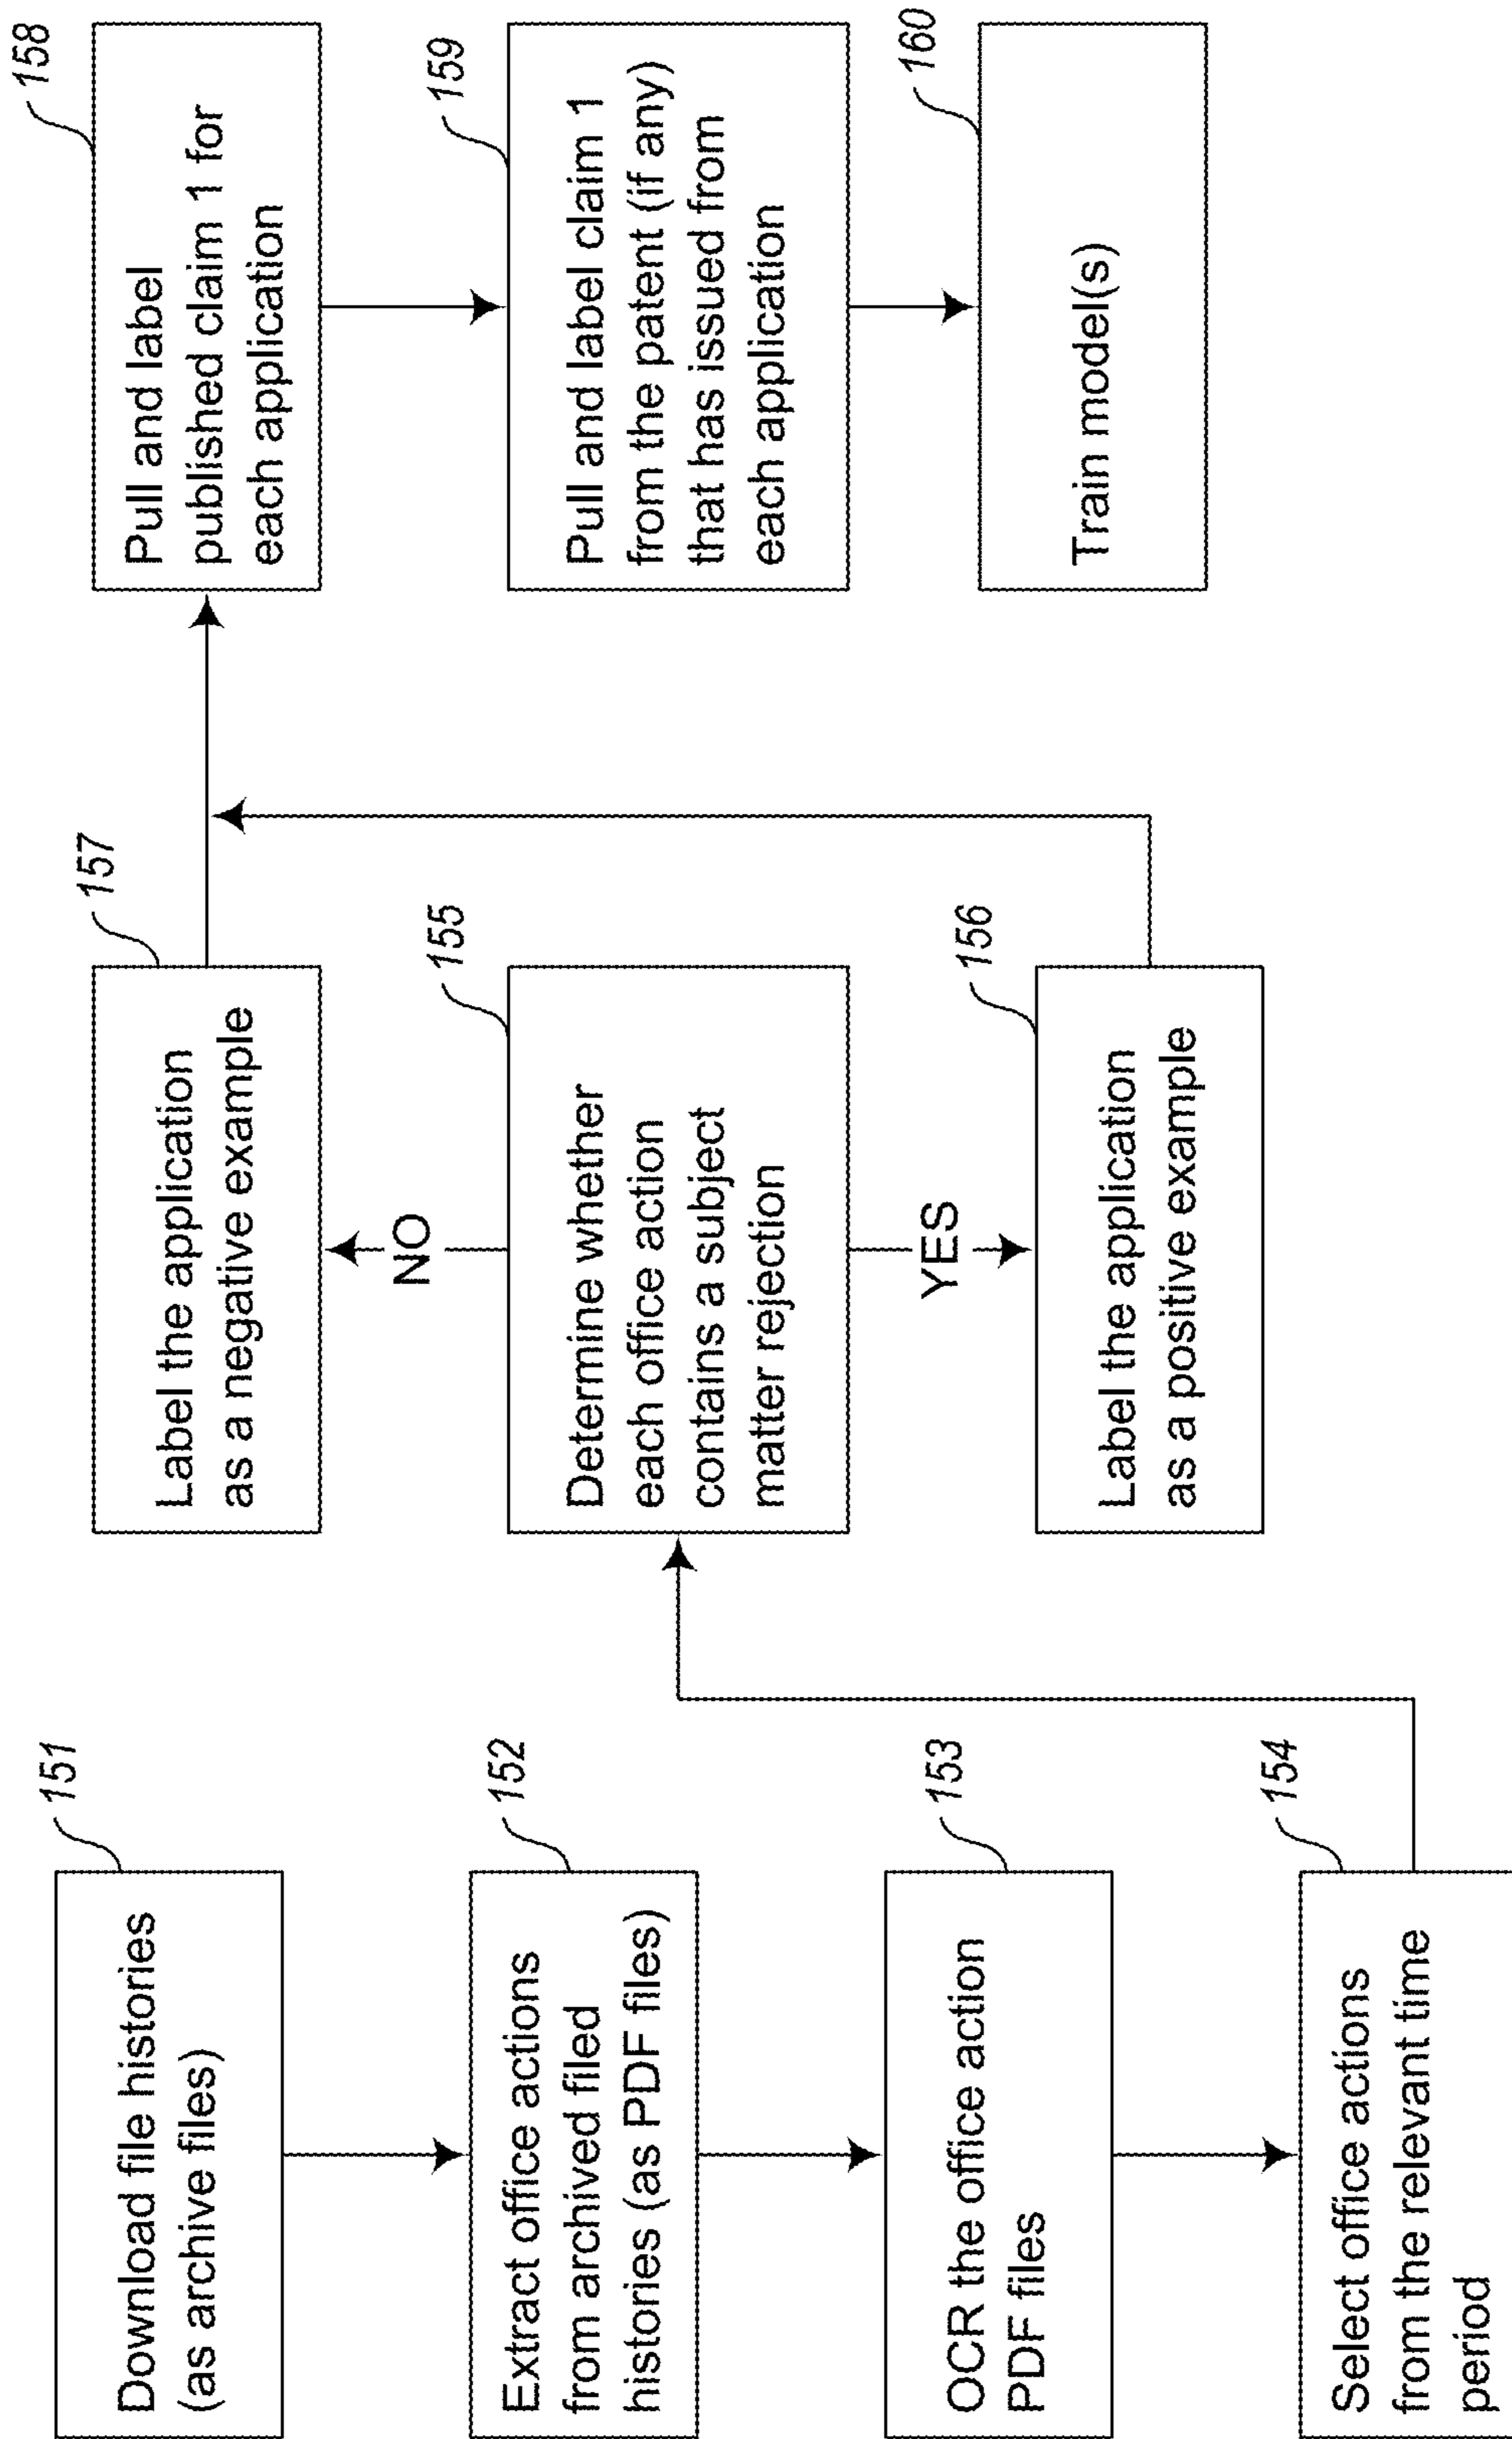 151
Download file histories
(as archive files)
152
Extract office actions
from archived filed
histories (as PDF files)
153
OCR the office action
PDF files
154
Select office actions
from the relevant time
period
157
Label the application
as a negative example
NO
155
Determine whether
each office action
contains a subject
matter rejection
YES
156
Label the application
as a positive example
158
Pull and label
published claim 1 for
each application
159
Pull and label claim 1
from the patent (if any)
that has issued from
each application
160
Train model(s)